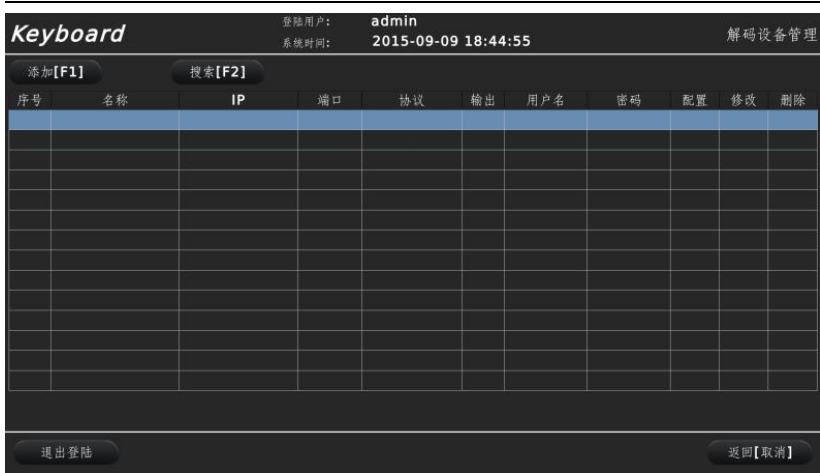 Keyboard
登陆用户: admin
系统时间: 2015-09-09 18:44:55
解码设备管理
添加[F1] 搜索[F2]
序号 名称 IP 端口 协议 输出 用户名 密码 配置 修改 删除
退出登陆 返回[取消]